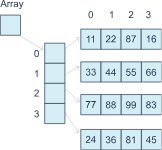 Array
0 1 2 3
0 11 22 87 16
1 33 44 55 66
2 77 88 99 83
3 24 36 81 45